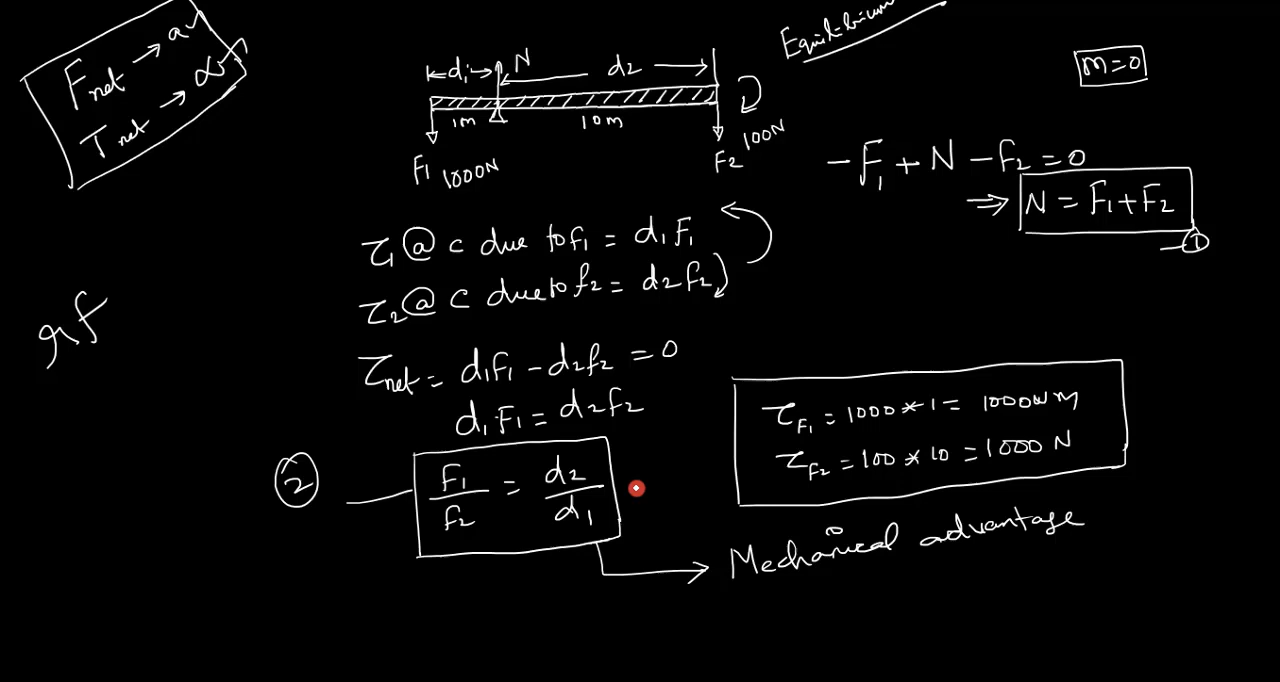 Fnet → a
Tnet → α
Equilibrium
m = 0
d1 N d2
1m 10m
F1 1000N
F2 100N
-F1 + N - F2 = 0
⇒ N = F1 + F2
①
τ1 @ c due to f1 = d1F1
τ2 @ c due to f2 = d2f2
τnet = d1F1 - d2f2 = 0
d1F1 = d2f2
② F1/f2 = d2/d1
τF1 = 1000 * 1 = 1000 N m
τF2 = 100 * 10 = 1000 N
Mechanical advantage